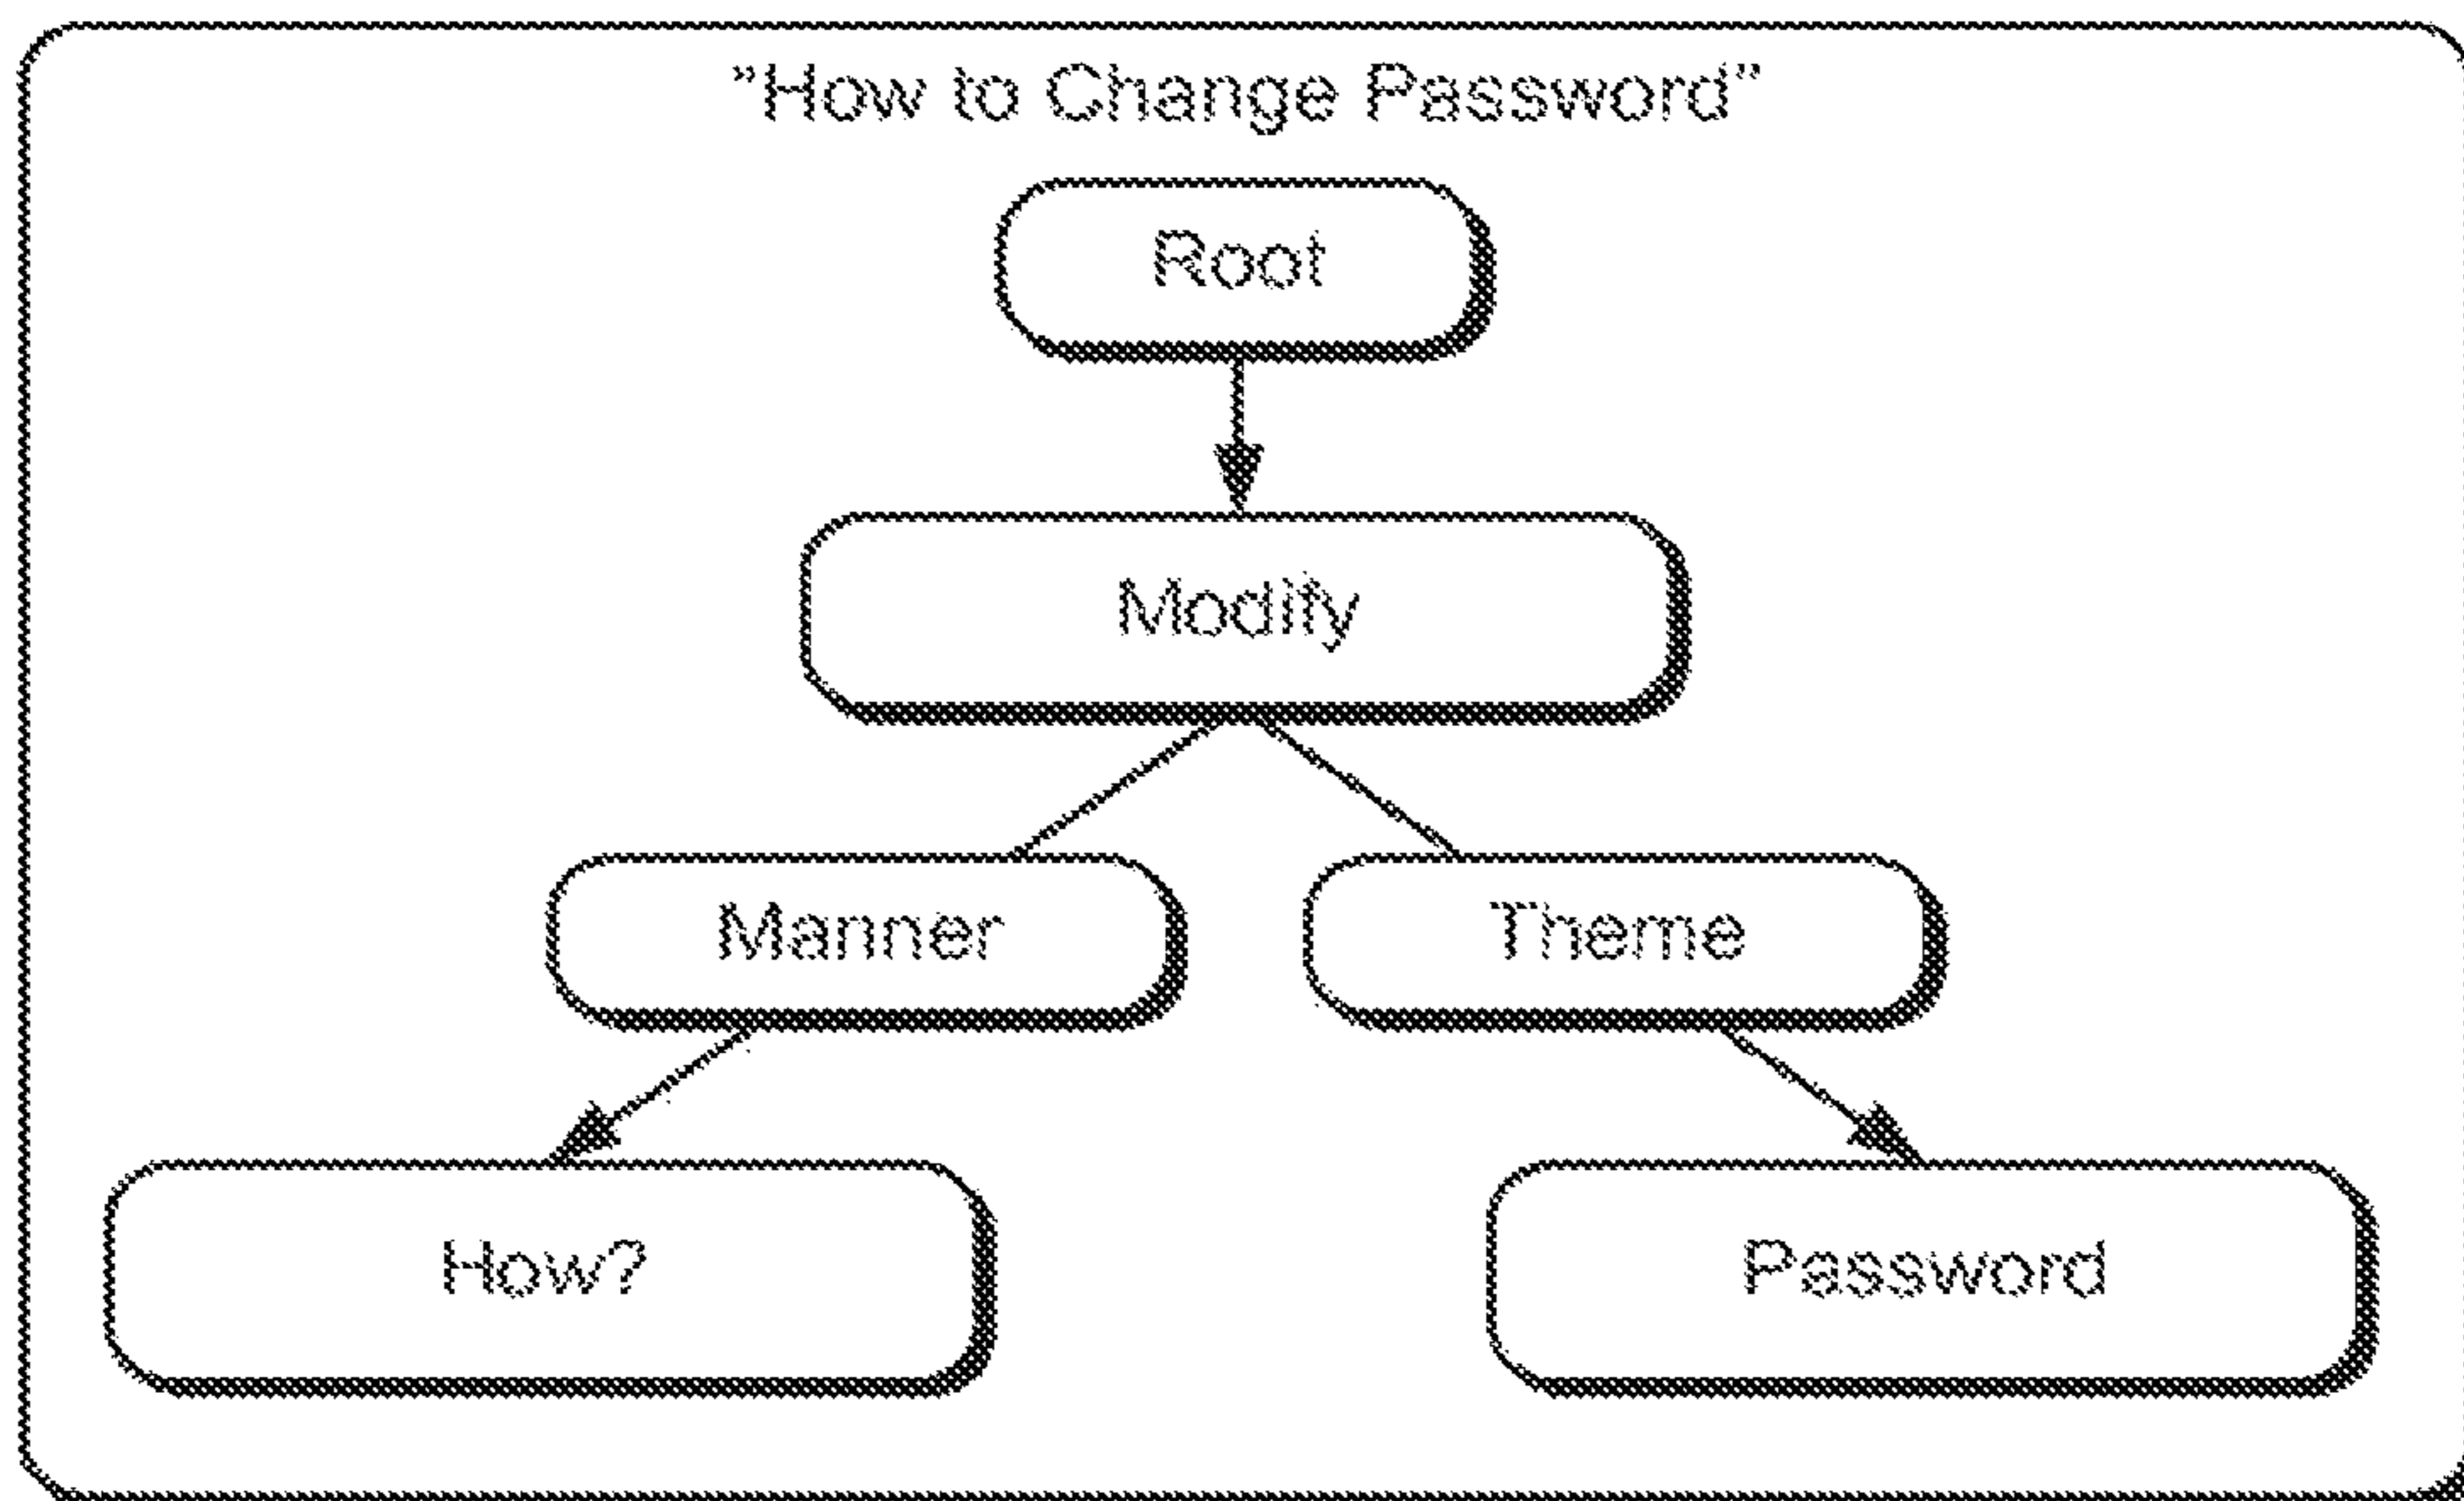 "How to Change Password"
Root
Modify
Manner
Theme
How?
Password